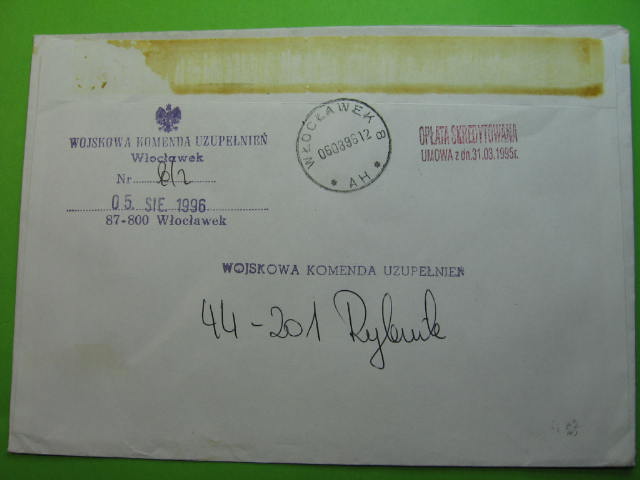 WOJSKOWA KOMENDA UZUPEŁNIEŃ
Włocławek
Nr
05. SIE. 1996
87-800 Włocławek
WŁOCŁAWEK 8
06.08.96 12
* AH *
OPŁATA SKREDYTOWANA
UMOWA z dn.31.03.1995r.
WOJSKOWA KOMENDA UZUPEŁNIEŃ
44-201 Rybnik